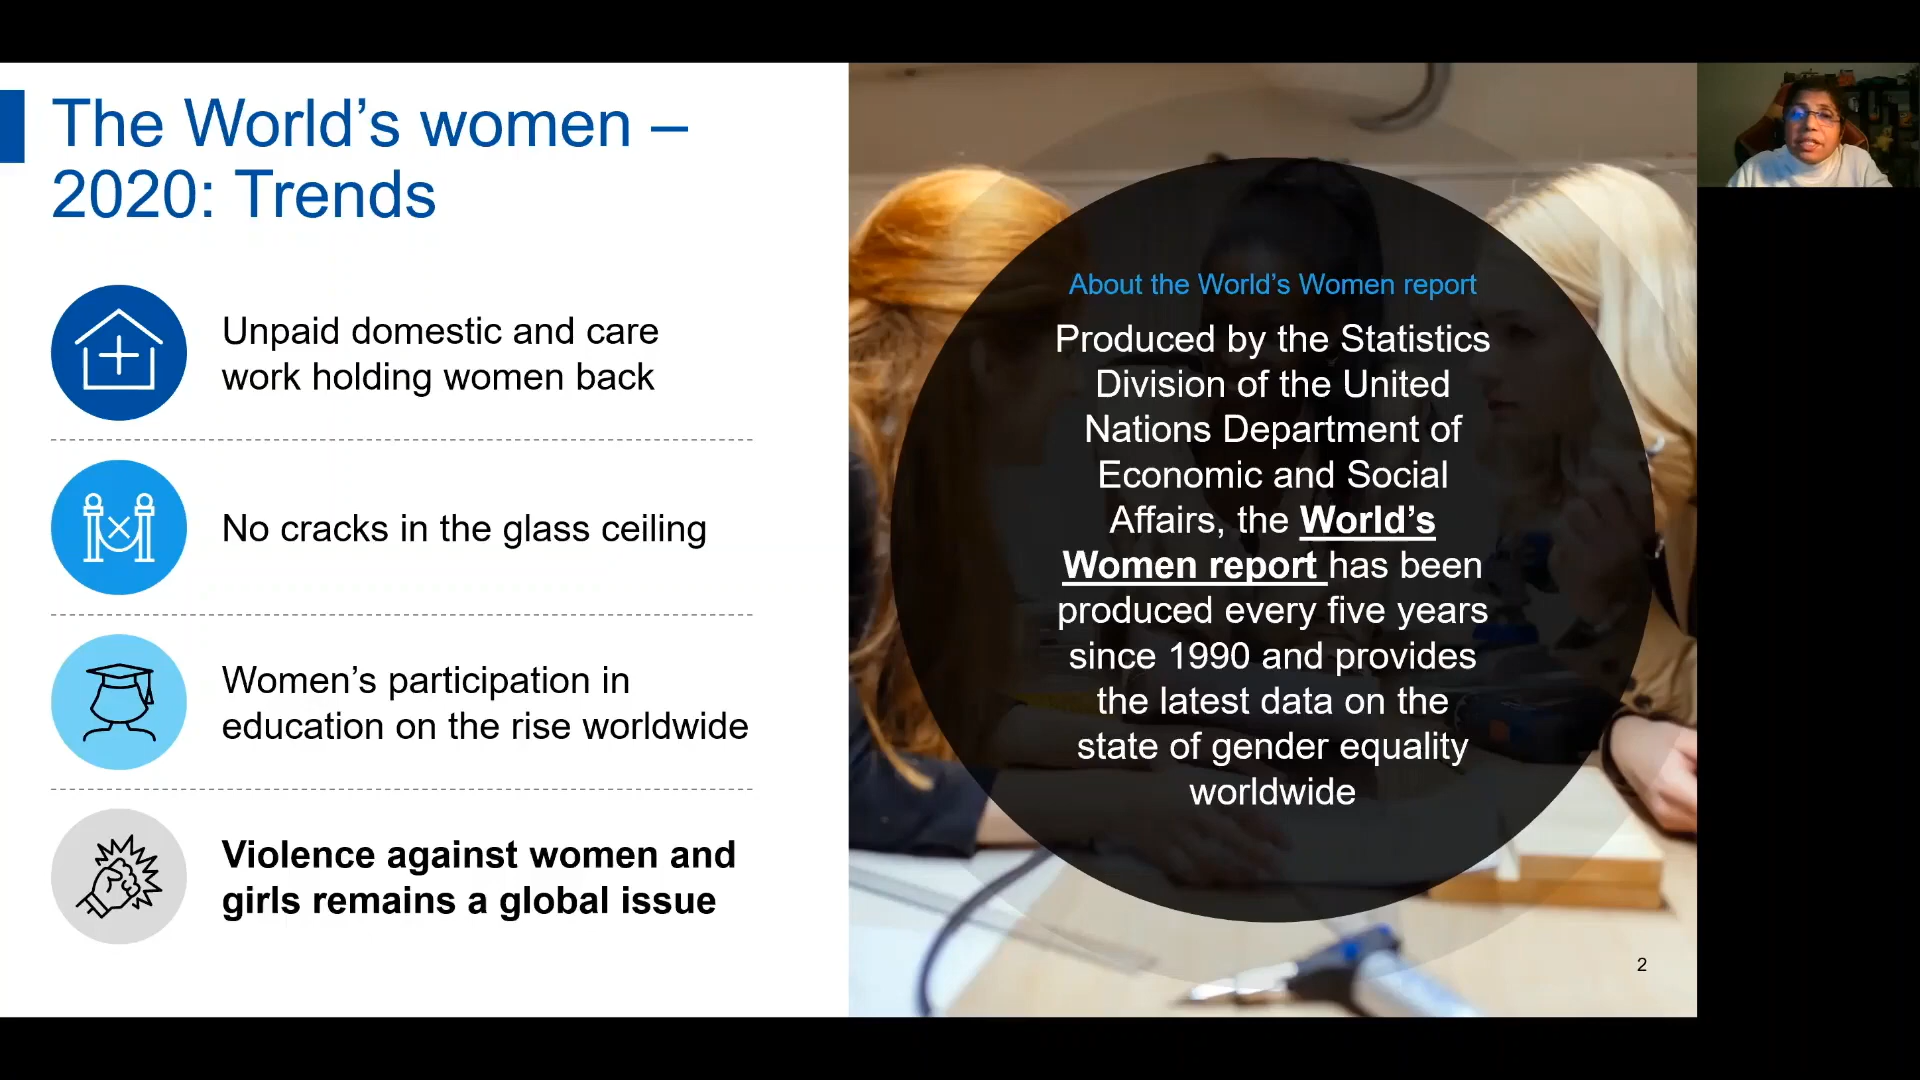 The World’s women –
2020: Trends
Unpaid domestic and care
work holding women back
No cracks in the glass ceiling
Women’s participation in
education on the rise worldwide
Violence against women and
girls remains a global issue
About the World’s Women report
Produced by the Statistics
Division of the United
Nations Department of
Economic and Social
Affairs, the World’s
Women report has been
produced every five years
since 1990 and provides
the latest data on the
state of gender equality
worldwide
2